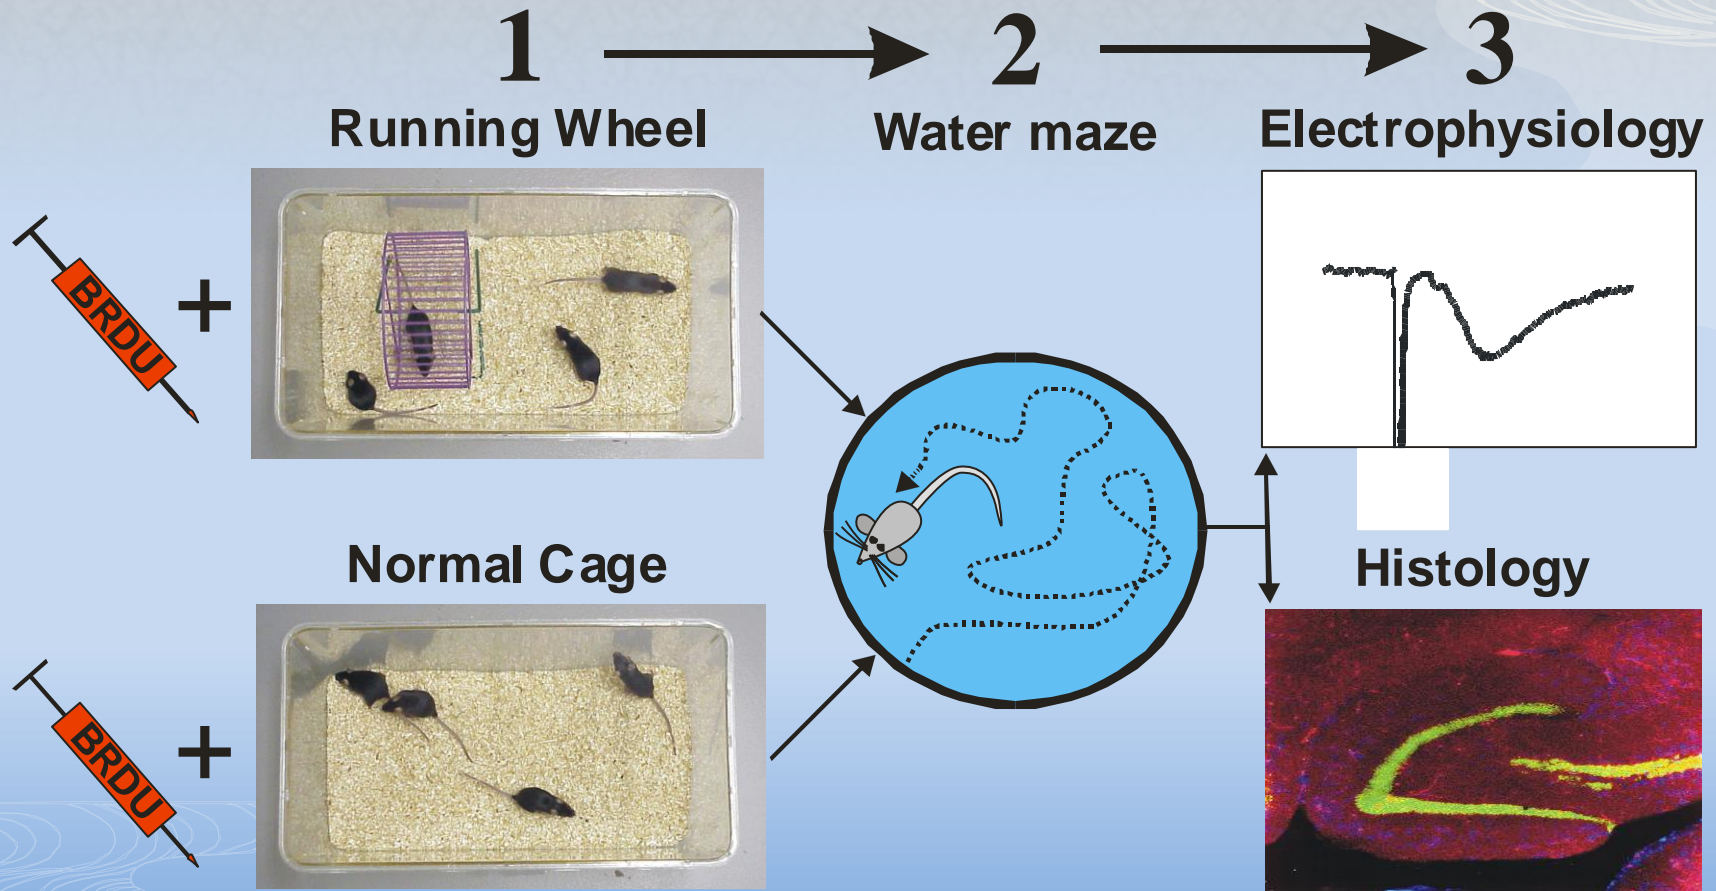 1
2
3
Running Wheel
Water maze
Electrophysiology
BRDU
+
Normal Cage
Histology
BRDU
+